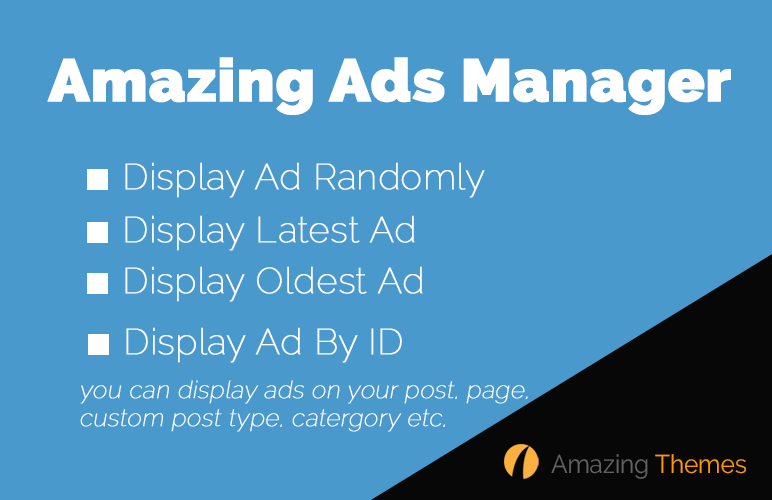 Amazing Ads Manager
Display Ad Randomly
Display Latest Ad
Display Oldest Ad
Display Ad By ID
you can display ads on your post, page,
custom post type, catergory etc,
Amazing Themes